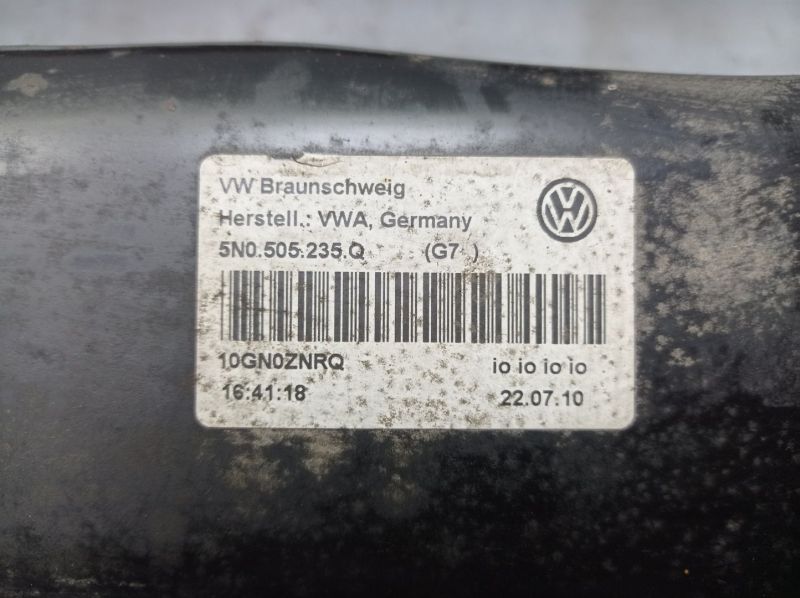 VW Braunschweig
Herstell.: VWA, Germany
5N0.505.235.Q (G7 )
10GN0ZNRQ io io io io
16:41:18 22.07.10